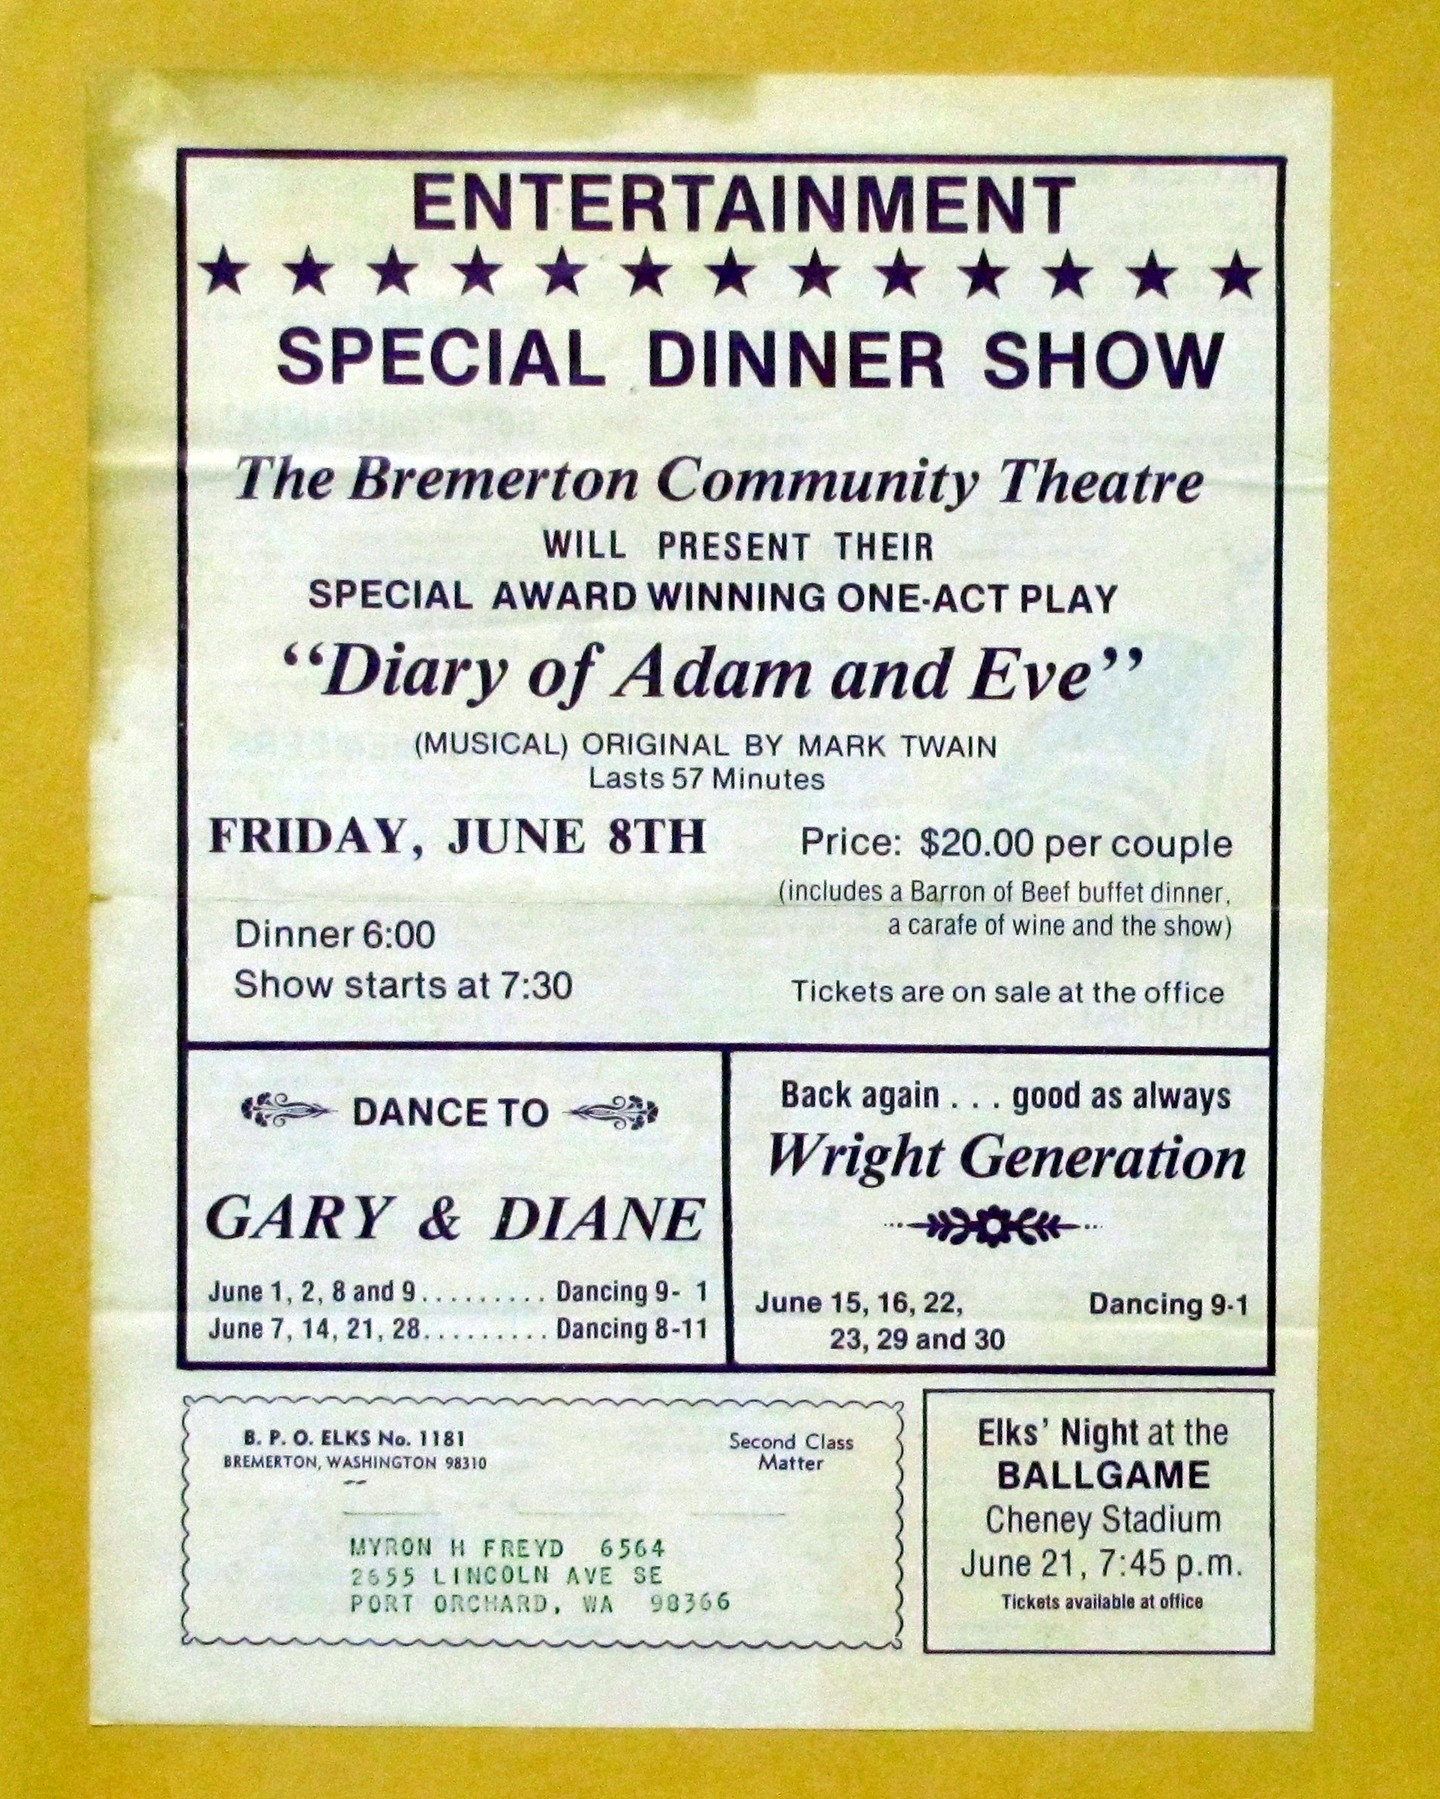 ENTERTAINMENT
SPECIAL DINNER SHOW
The Bremerton Community Theatre
WILL PRESENT THEIR
SPECIAL AWARD WINNING ONE-ACT PLAY
“Diary of Adam and Eve”
(MUSICAL) ORIGINAL BY MARK TWAIN
Lasts 57 Minutes
FRIDAY, JUNE 8TH
Dinner 6:00
Show starts at 7:30
Price: $20.00 per couple
(includes a Barron of Beef buffet dinner,
a carafe of wine and the show)
Tickets are on sale at the office
DANCE TO
GARY & DIANE
June 1, 2, 8 and 9......... Dancing 9- 1
June 7, 14, 21, 28......... Dancing 8-11
Back again . . . good as always
Wright Generation
June 15, 16, 22, Dancing 9-1
23, 29 and 30
B. P. O. ELKS No. 1181
BREMERTON, WASHINGTON 98310
Second Class
Matter
MYRON H FREYD 6564
2655 LINCOLN AVE SE
PORT ORCHARD, WA 98366
Elks’ Night at the
BALLGAME
Cheney Stadium
June 21, 7:45 p.m.
Tickets available at office